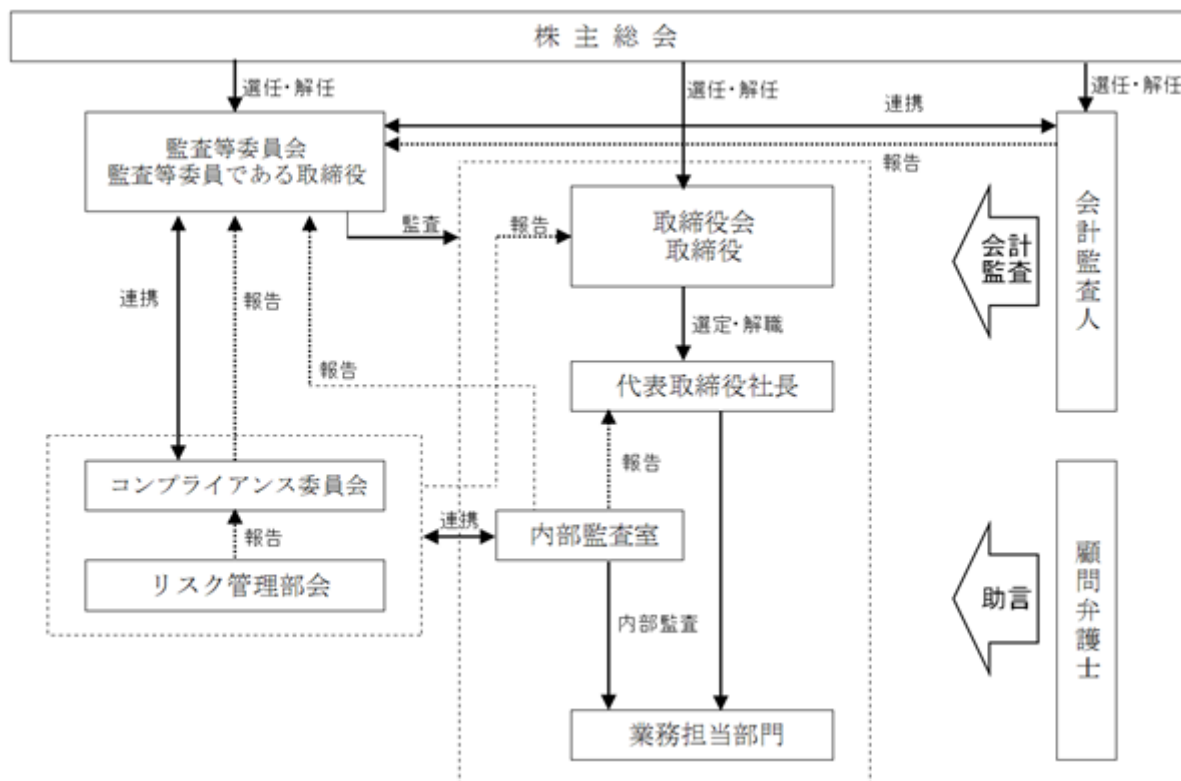 株主総会
選任・解任
選任・解任
選任・解任
連携
監査等委員会
監査等委員である取締役
報告
監査
報告
取締役会
取締役
会計
監査
会計監査人
連携
報告
選定・解職
報告
代表取締役社長
報告
コンプライアンス委員会
連携
内部監査室
報告
リスク管理部会
助言
顧問弁護士
内部監査
業務担当部門